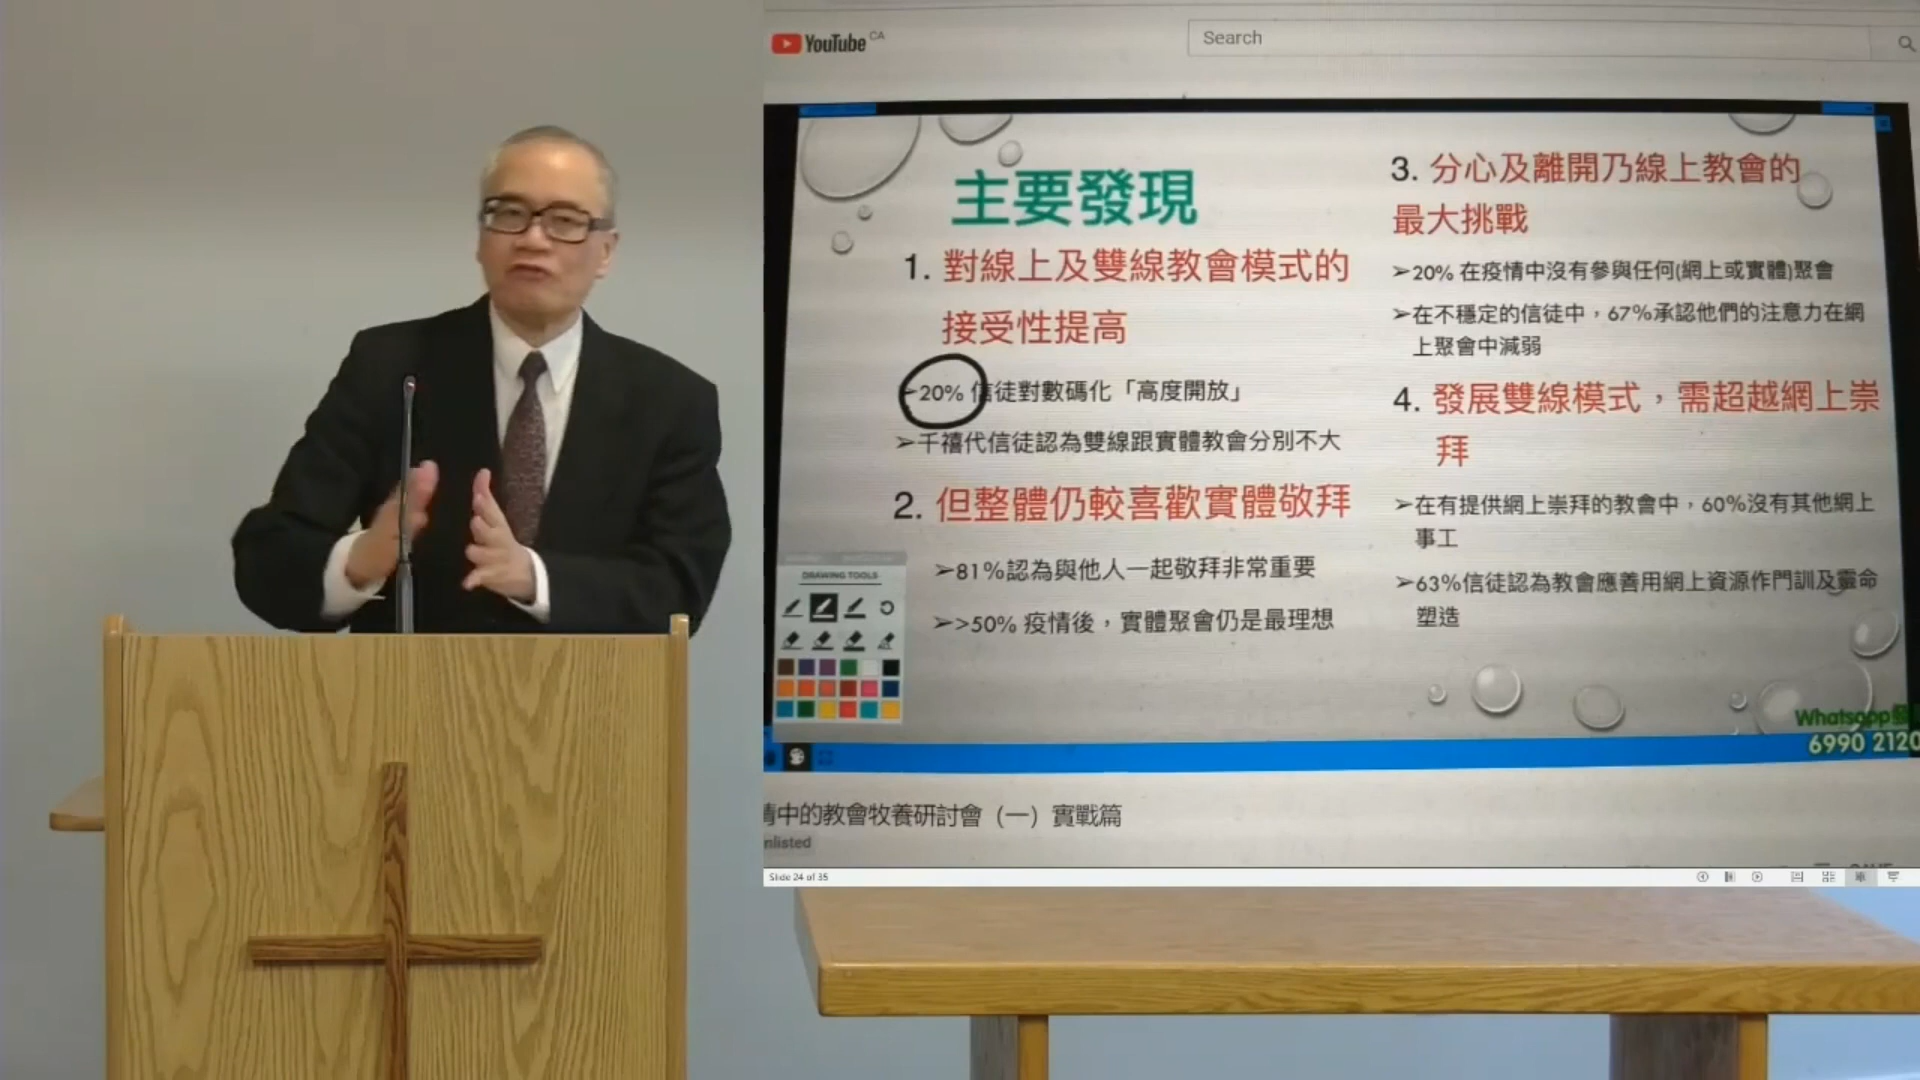 YouTube CA
Search
主要發現
1. 對線上及雙線教會模式的
接受性提高
➢20% 信徒對數碼化「高度開放」
➢千禧代信徒認為雙線跟實體教會分別不大
2. 但整體仍較喜歡實體敬拜
➢81%認為與他人一起敬拜非常重要
➢>50% 疫情後，實體聚會仍是最理想
3. 分心及離開乃線上教會的
最大挑戰
➢20% 在疫情中沒有參與任何(網上或實體)聚會
➢在不穩定的信徒中，67%承認他們的注意力在網
上聚會中減弱
4. 發展雙線模式，需超越網上崇
拜
➢在有提供網上崇拜的教會中，60%沒有其他網上
事工
➢63%信徒認為教會應善用網上資源作門訓及靈命
塑造
DRAWING TOOLS
Whatsapp
6990 2120
情中的教會牧養研討會（一）實戰篇
nlisted
Slide 24 of 35